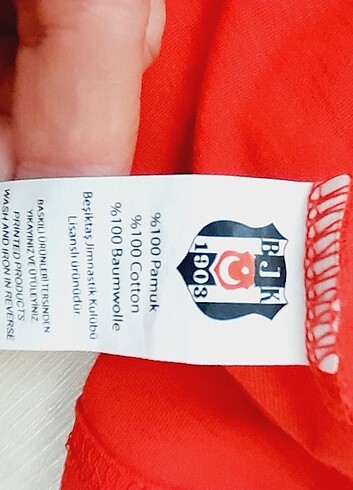 BJK
1903
%100 Pamuk
%100 Cotton
%100 Baumwolle
Beşiktaş Jimnastik Kulübü
Lisanslı ürünüdür
BASKILI ÜRÜNLERİ TERSİNDEN
YIKAYINIZ VE ÜTÜLEYİNİZ.
PRINTED PRODUCTS
WASH AND IRON IN REVERSE